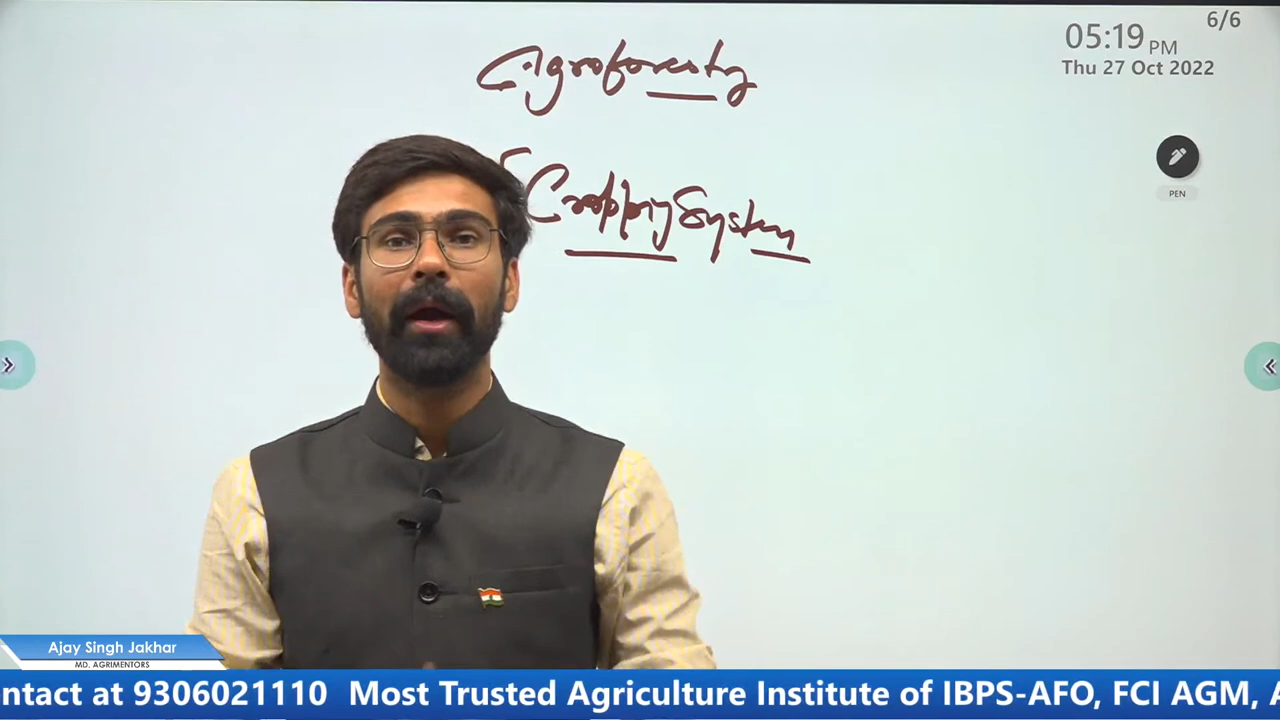 6/6
05:19 PM
Thu 27 Oct 2022
Agroforesty
Cropping System
PEN
Ajay Singh Jakhar
MD. AGRIMENTORS
ntact at 9306021110 Most Trusted Agriculture Institute of IBPS-AFO, FCI AGM, A